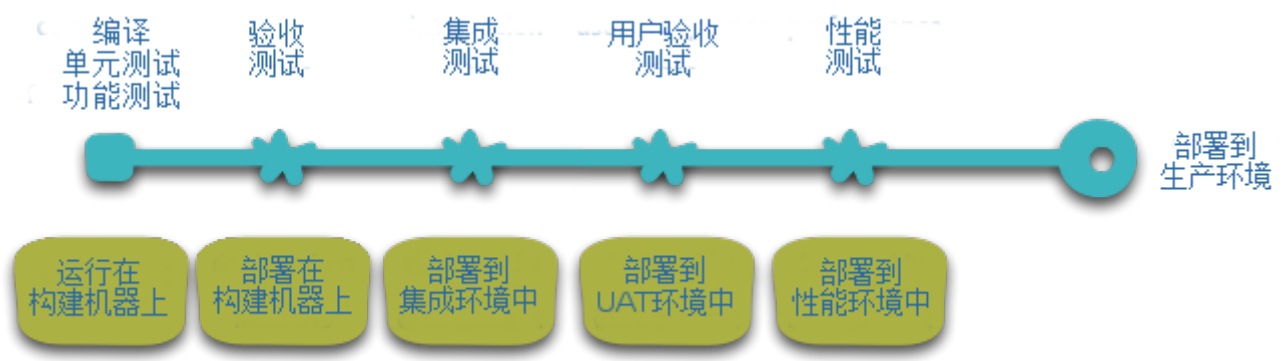 编译
单元测试
功能测试
验收
测试
集成
测试
用户验收
测试
性能
测试
部署到
生产环境
运行在
构建机器上
部署在
构建机器上
部署到
集成环境中
部署到
UAT环境中
部署到
性能环境中